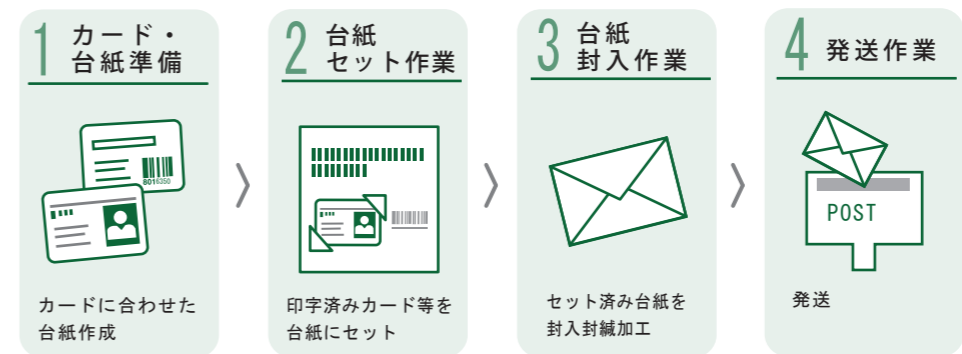 1 カード・
台紙準備
8016350
カードに合わせた
台紙作成
2 台紙
セット作業
印字済みカード等を
台紙にセット
3 台紙
封入作業
セット済み台紙を
封入封緘加工
4 発送作業
POST
発送